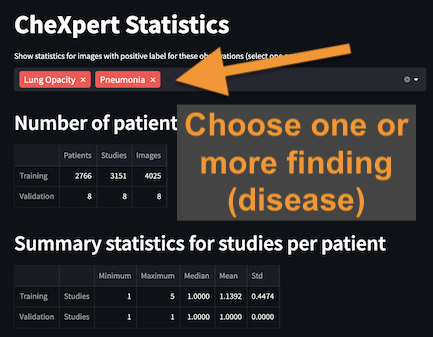 CheXpert Statistics
Show statistics for images with positive label for these observations (select one o
Lung Opacity × Pneumonia ×
Number of patient
Choose one or
more finding
(disease)
Patients Studies Images
Training 2766 3151 4025
Validation 8 8 8
Summary statistics for studies per patient
Minimum Maximum Median Mean Std
Training Studies 1 5 1.0000 1.1392 0.4474
Validation Studies 1 1 1.0000 1.0000 0.0000